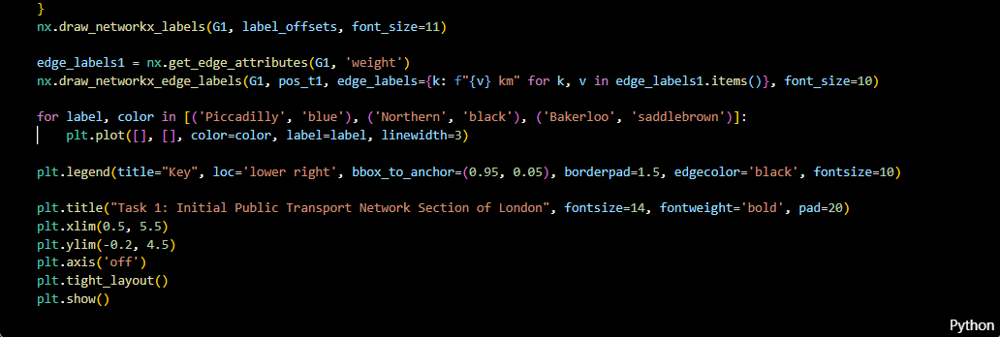 }
nx.draw_networkx_labels(G1, label_offsets, font_size=11)
edge_labels1 = nx.get_edge_attributes(G1, 'weight')
nx.draw_networkx_edge_labels(G1, pos_t1, edge_labels={k: f"{v} km" for k, v in edge_labels1.items()}, font_size=10)
for label, color in [('Piccadilly', 'blue'), ('Northern', 'black'), ('Bakerloo', 'saddlebrown')]:
    plt.plot([], [], color=color, label=label, linewidth=3)
plt.legend(title="Key", loc='lower right', bbox_to_anchor=(0.95, 0.05), borderpad=1.5, edgecolor='black', fontsize=10)
plt.title("Task 1: Initial Public Transport Network Section of London", fontsize=14, fontweight='bold', pad=20)
plt.xlim(0.5, 5.5)
plt.ylim(-0.2, 4.5)
plt.axis('off')
plt.tight_layout()
plt.show()
Python